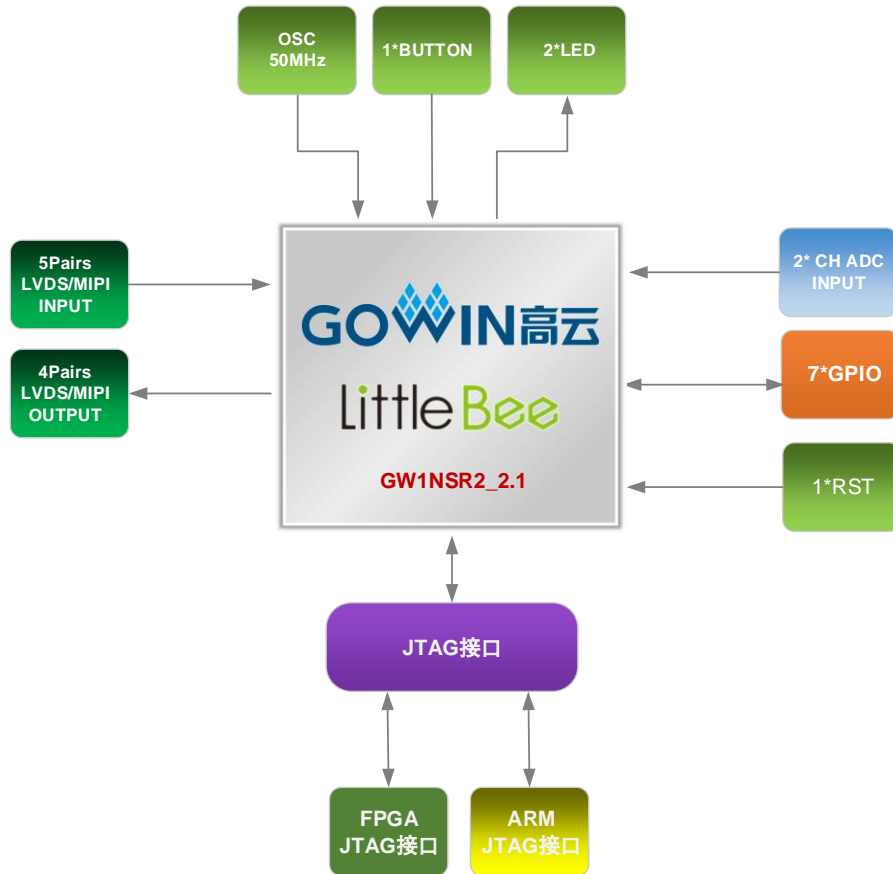 OSC
50MHz
1*BUTTON
2*LED
5Pairs
LVDS/MIPI
INPUT
2* CH ADC
INPUT
GOWIN高云
4Pairs
LVDS/MIPI
OUTPUT
7*GPIO
LittleBee
GW1NSR2_2.1
1*RST
JTAG接口
FPGA
JTAG接口
ARM
JTAG接口